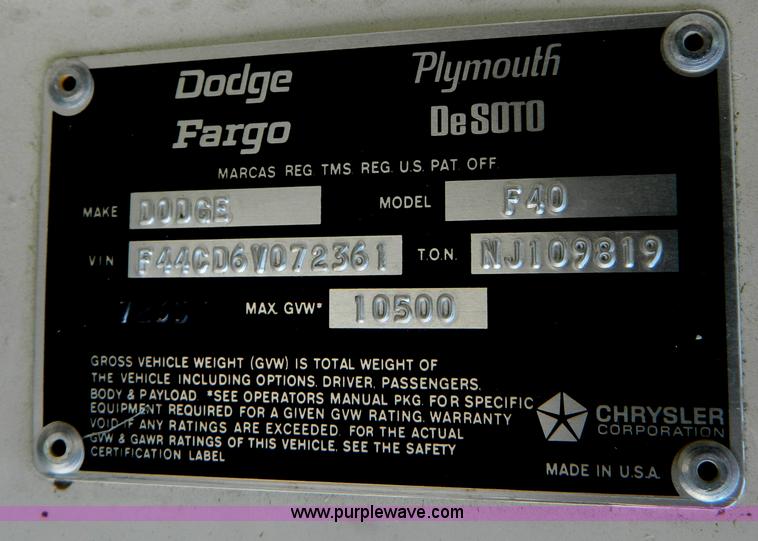 Dodge Plymouth
Fargo DeSOTO
MARCAS REG. TMS. REG. U.S. PAT. OFF.
MAKE DODGE MODEL F40
VIN F44CD6V072361 T.O.N. NJ109819
MAX. GVW* 10500
GROSS VEHICLE WEIGHT (GVW) IS TOTAL WEIGHT OF
THE VEHICLE INCLUDING OPTIONS, DRIVER, PASSENGERS,
BODY & PAYLOAD. *SEE OPERATORS MANUAL PKG. FOR SPECIFIC
EQUIPMENT REQUIRED FOR A GIVEN GVW RATING. WARRANTY
VOID IF ANY RATINGS ARE EXCEEDED. FOR THE ACTUAL
GVW & GAWR RATINGS OF THIS VEHICLE, SEE THE SAFETY
CERTIFICATION LABEL
CHRYSLER
CORPORATION
MADE IN U.S.A.
www.purplewave.com